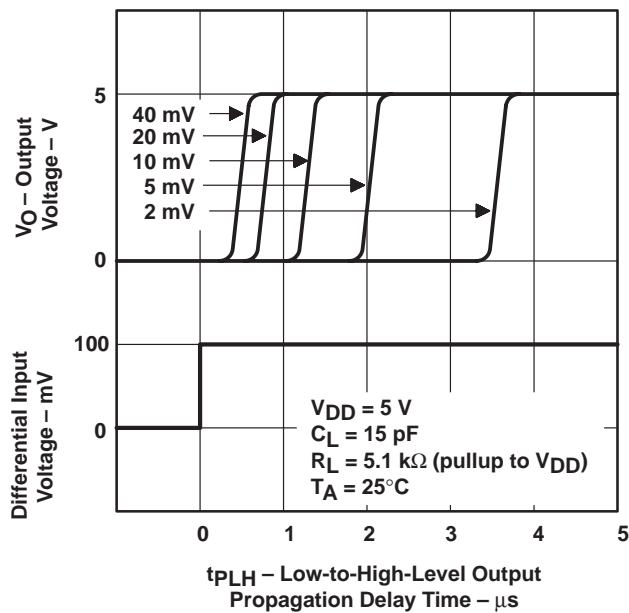 5
40 mV
20 mV
10 mV
5 mV
2 mV
0
VO – Output
Voltage – V
100
0
Differential Input
Voltage – mV
VDD = 5 V
CL = 15 pF
RL = 5.1 kΩ (pullup to VDD)
TA = 25°C
0 1 2 3 4 5
tPLH – Low-to-High-Level Output
Propagation Delay Time – μs